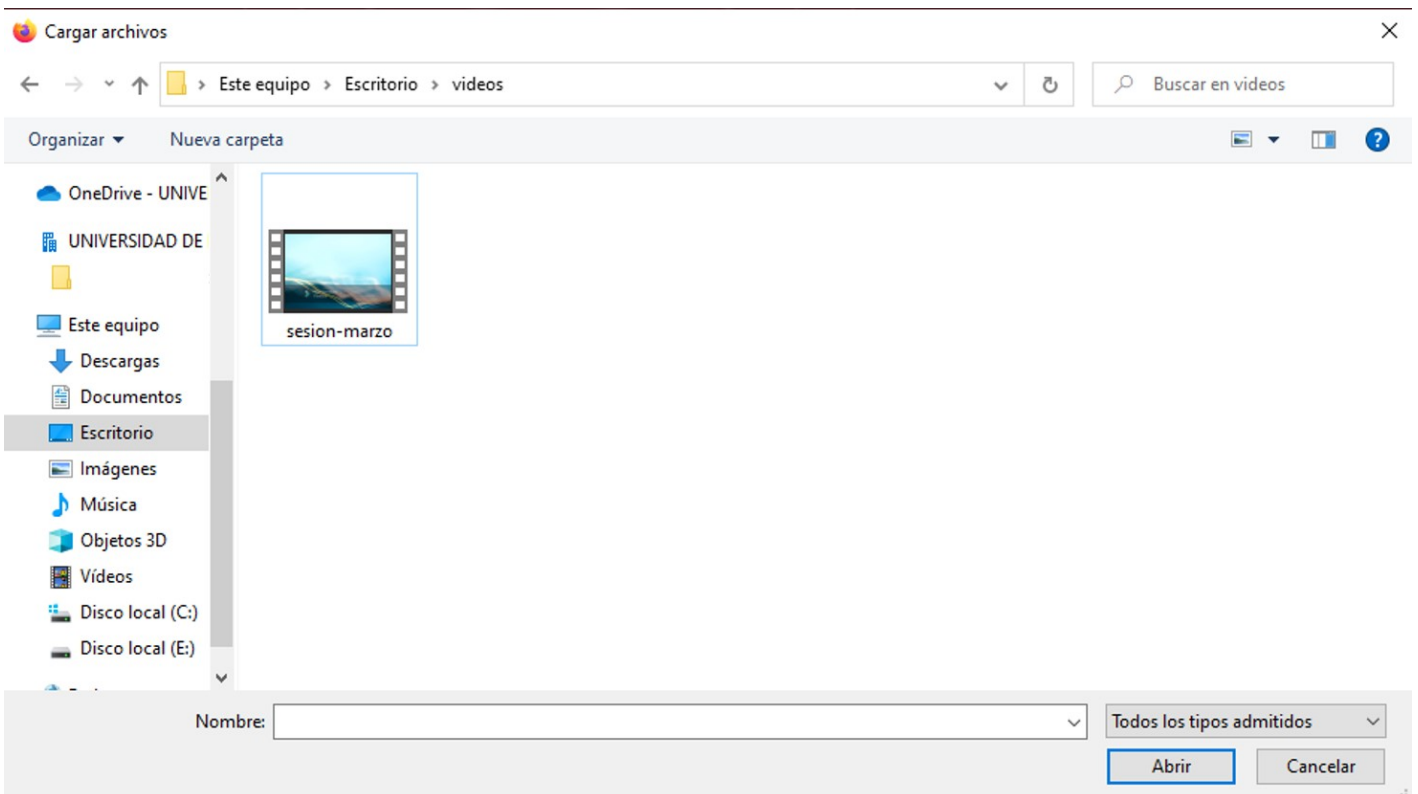 Cargar archivos
Este equipo > Escritorio > videos
Buscar en videos
Organizar
Nueva carpeta
OneDrive - UNIVE
UNIVERSIDAD DE
Este equipo
Descargas
Documentos
Escritorio
Imágenes
Música
Objetos 3D
Vídeos
Disco local (C:)
Disco local (E:)
sesion-marzo
Nombre:
Todos los tipos admitidos
Abrir
Cancelar